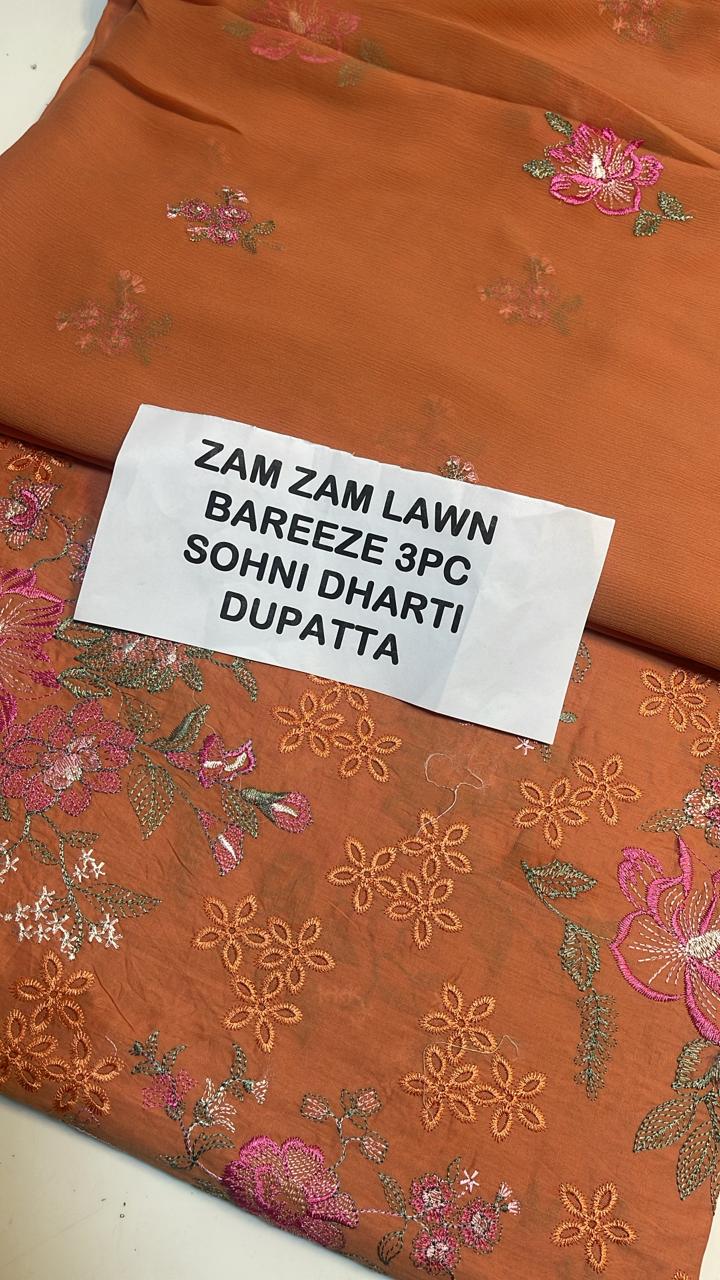 ZAM ZAM LAWN
BAREEZE 3PC
SOHNI DHARTI
DUPATTA